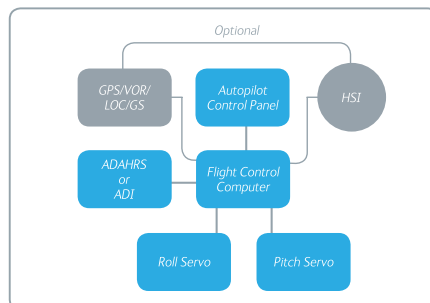 Optional
GPS/VOR/
LOC/GS
Autopilot
Control Panel
HSI
ADAHRS
or
ADI
Flight Control
Computer
Roll Servo
Pitch Servo